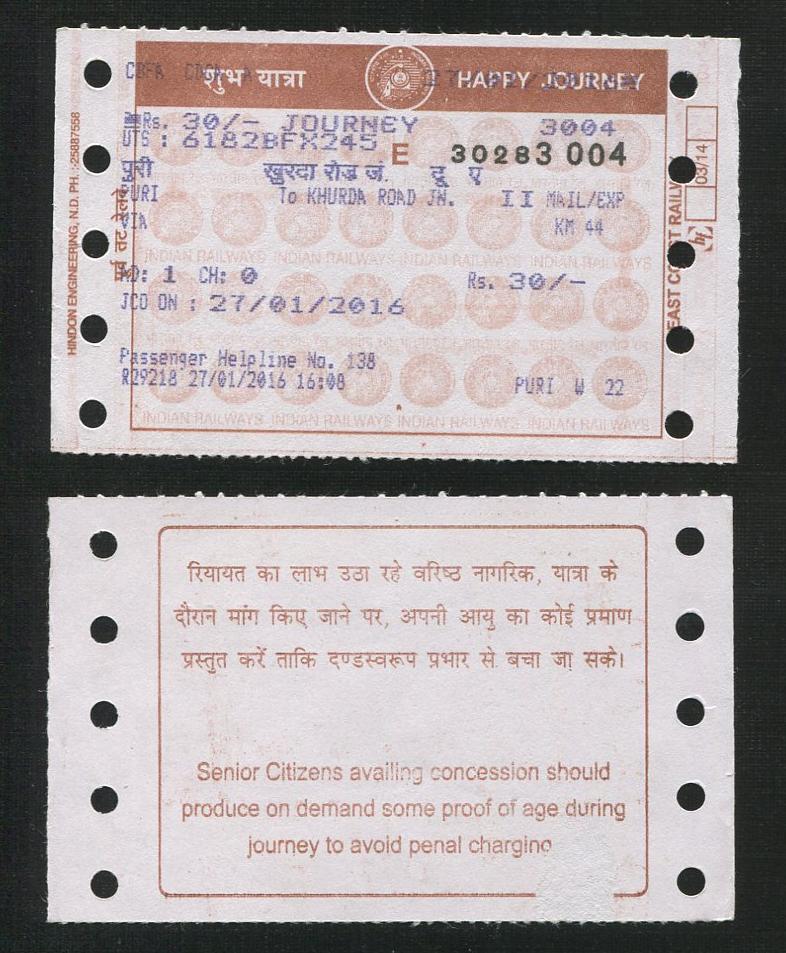 शुभ यात्रा HAPPY JOURNEY
Rs. 30/- JOURNEY 3004
UTS : 6182BFX245
E 30283 004
पुरी खुरदा रोड जं. दू ए
PURI To KHURDA ROAD JN. II MAIL/EXP
VIA KM 44
AD: 1 CH: 0 Rs. 30/-
JCO ON : 27/01/2016
Passenger Helpline No. 138
R29218 27/01/2016 16:08 PURI W 22
INDIAN RAILWAYS INDIAN RAILWAYS INDIAN RAILWAYS INDIAN RAILWAYS
INDIAN RAILWAYS INDIAN RAILWAYS INDIAN RAILWAYS INDIAN RAILWAYS
HINDON ENGINEERING, N.D. PH. :-25887558
EAST CO ST RAILW
03/14
रियायत का लाभ उठा रहे वरिष्ठ नागरिक, यात्रा के
दौरान मांग किए जाने पर, अपनी आयु का कोई प्रमाण
प्रस्तुत करें ताकि दण्डस्वरूप प्रभार से बचा जा सके।
Senior Citizens availing concession should
produce on demand some proof of age during
journey to avoid penal charging